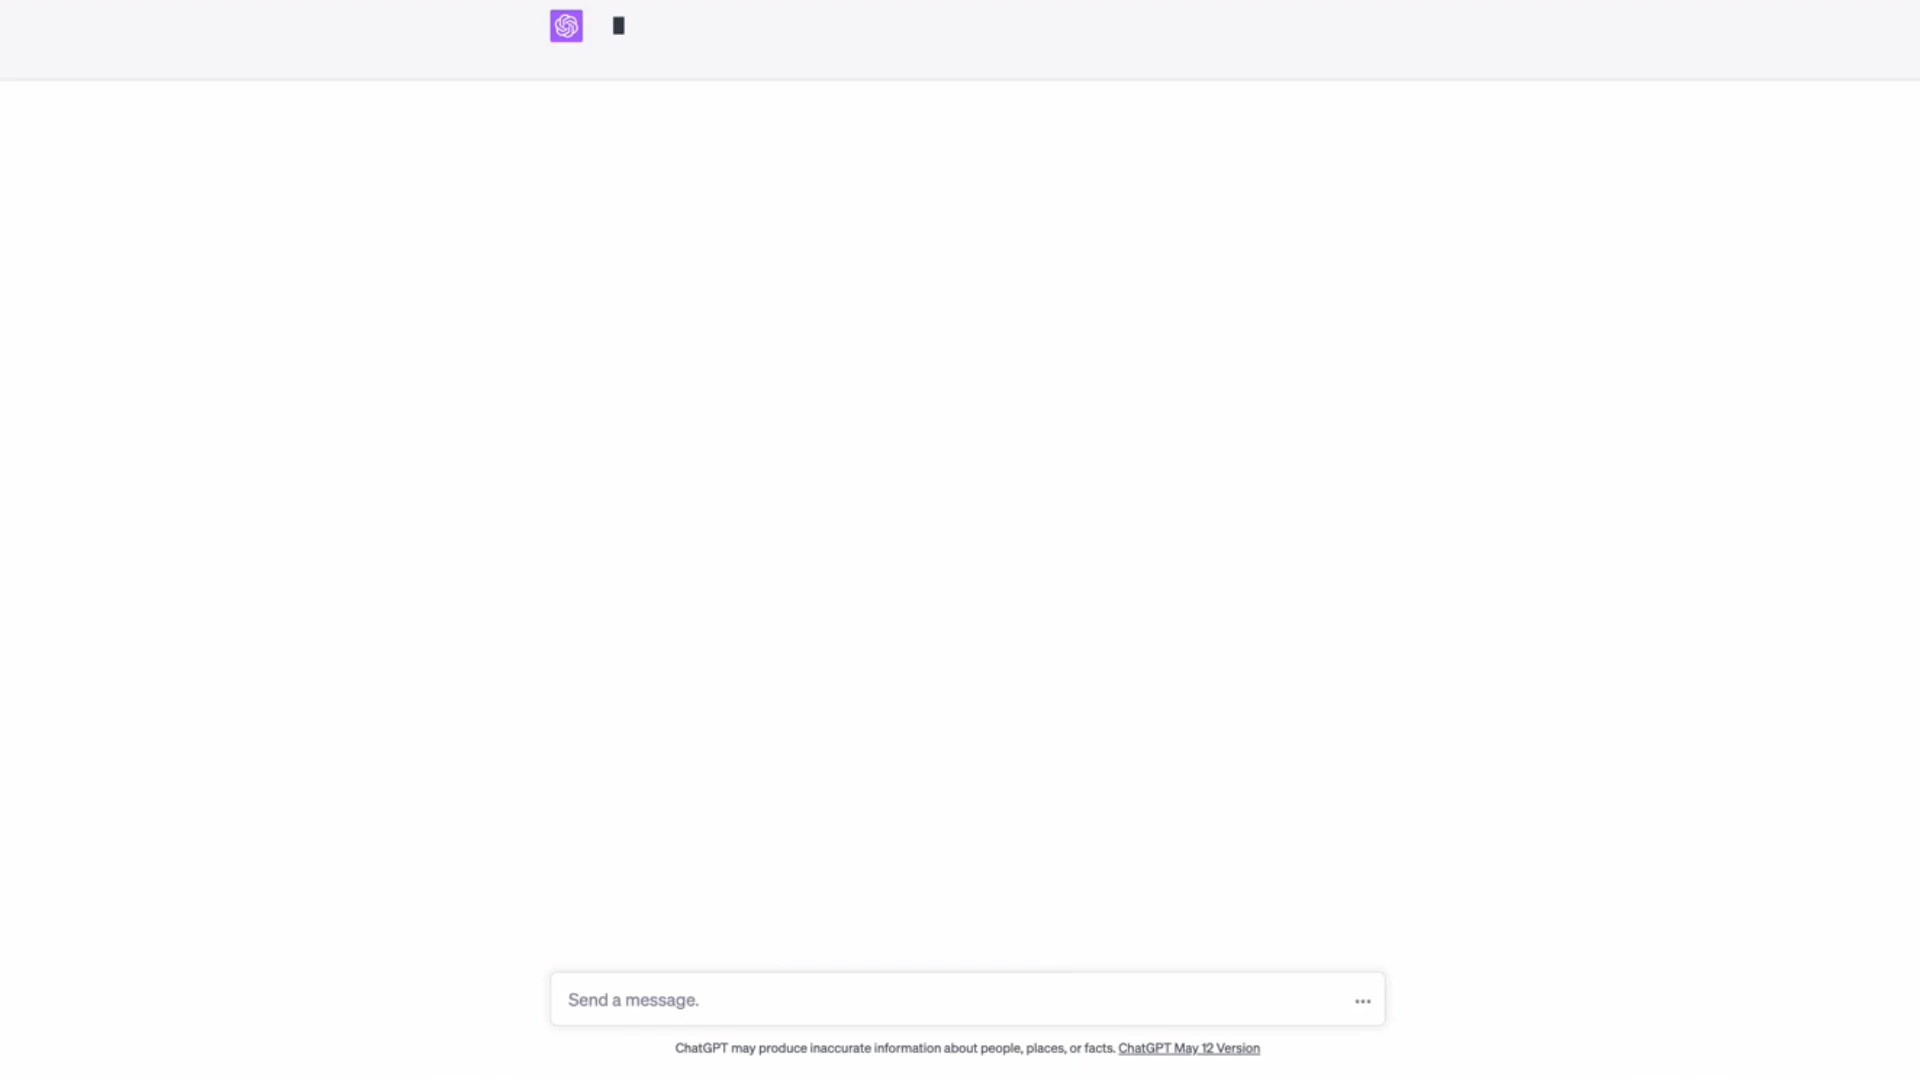 Send a message.
ChatGPT may produce inaccurate information about people, places, or facts. ChatGPT May 12 Version